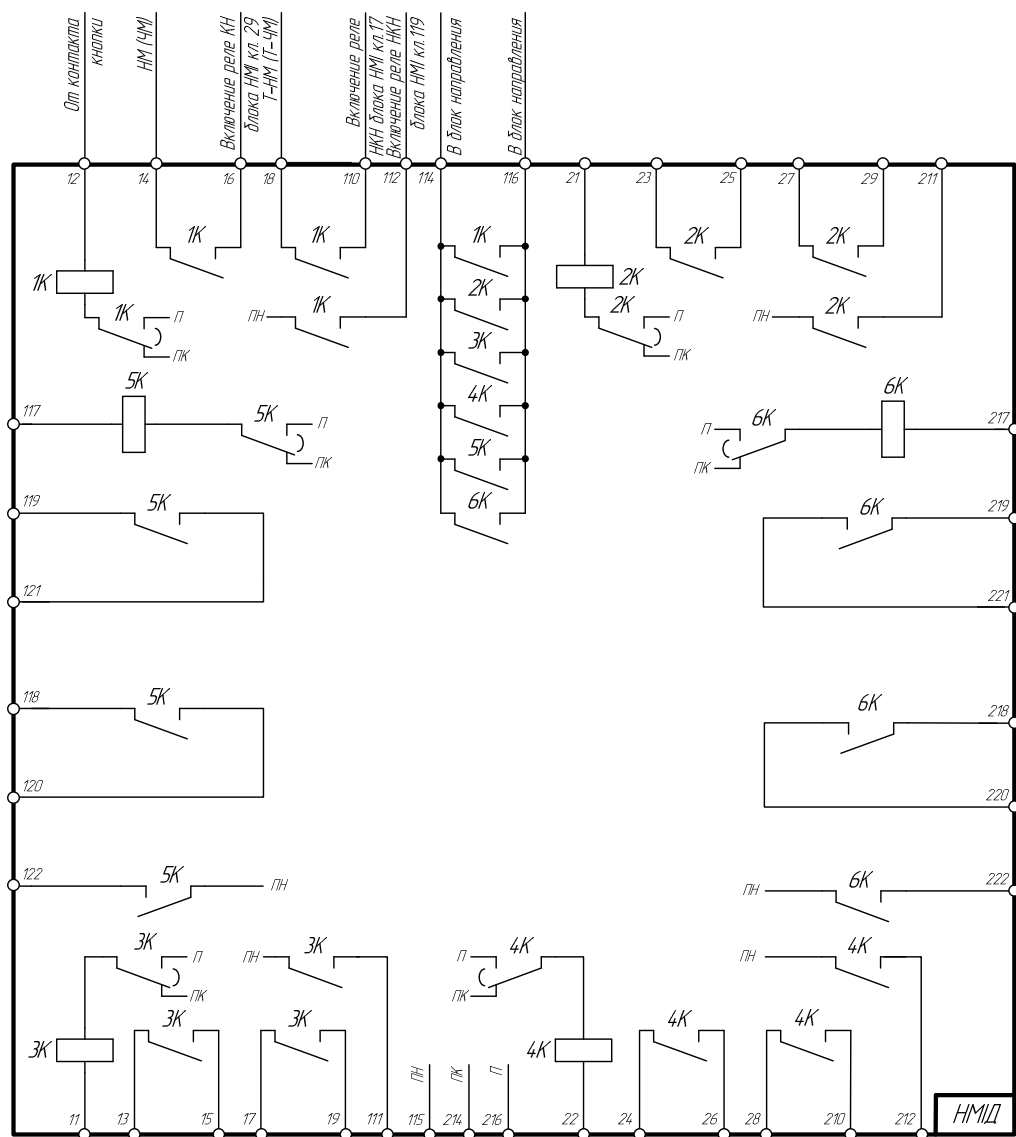 От контакта
кнопки
НМ (ЧМ)
Включение реле КН
блока НМI кл. 29
Т-НМ (Т-ЧМ)
Включение реле
НКН блока НМI кл.17
Включение реле НКН
блока НМI кл.119
В блок направления
В блок направления
12 14 16 18 110 112 114 116 21 23 25 27 29 211
1К 1К 1К 2К 2К
1К 2К
2К
1К 1К 2К 2К
П ПН П ПН
3К
ПК ПК
4К
5К
117 5К П 5К П 6К 217
ПК ПК
6К
119 5К 6К 219
121 221
118 5К 6К 218
120 220
122 5К ПН ПН 6К 222
3К П ПН 3К П 4К ПН 4К
ПК ПК
3К 3К 4К 4К
3К 4К
ПН ПК П
11 13 15 17 19 111 115 214 216 22 24 26 28 210 212
НМIД